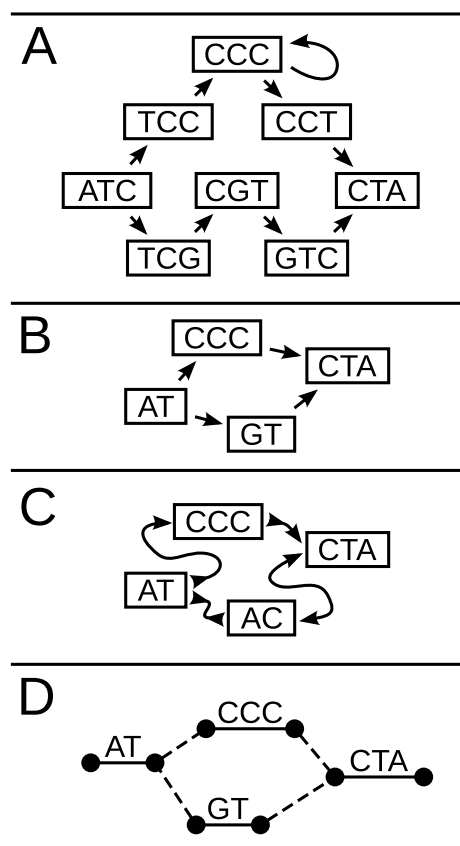 A
CCC
TCC CCT
ATC CGT CTA
TCG GTC
B
CCC
CTA
AT
GT
C
CCC
CTA
AT
AC
D
CCC
AT
CTA
GT